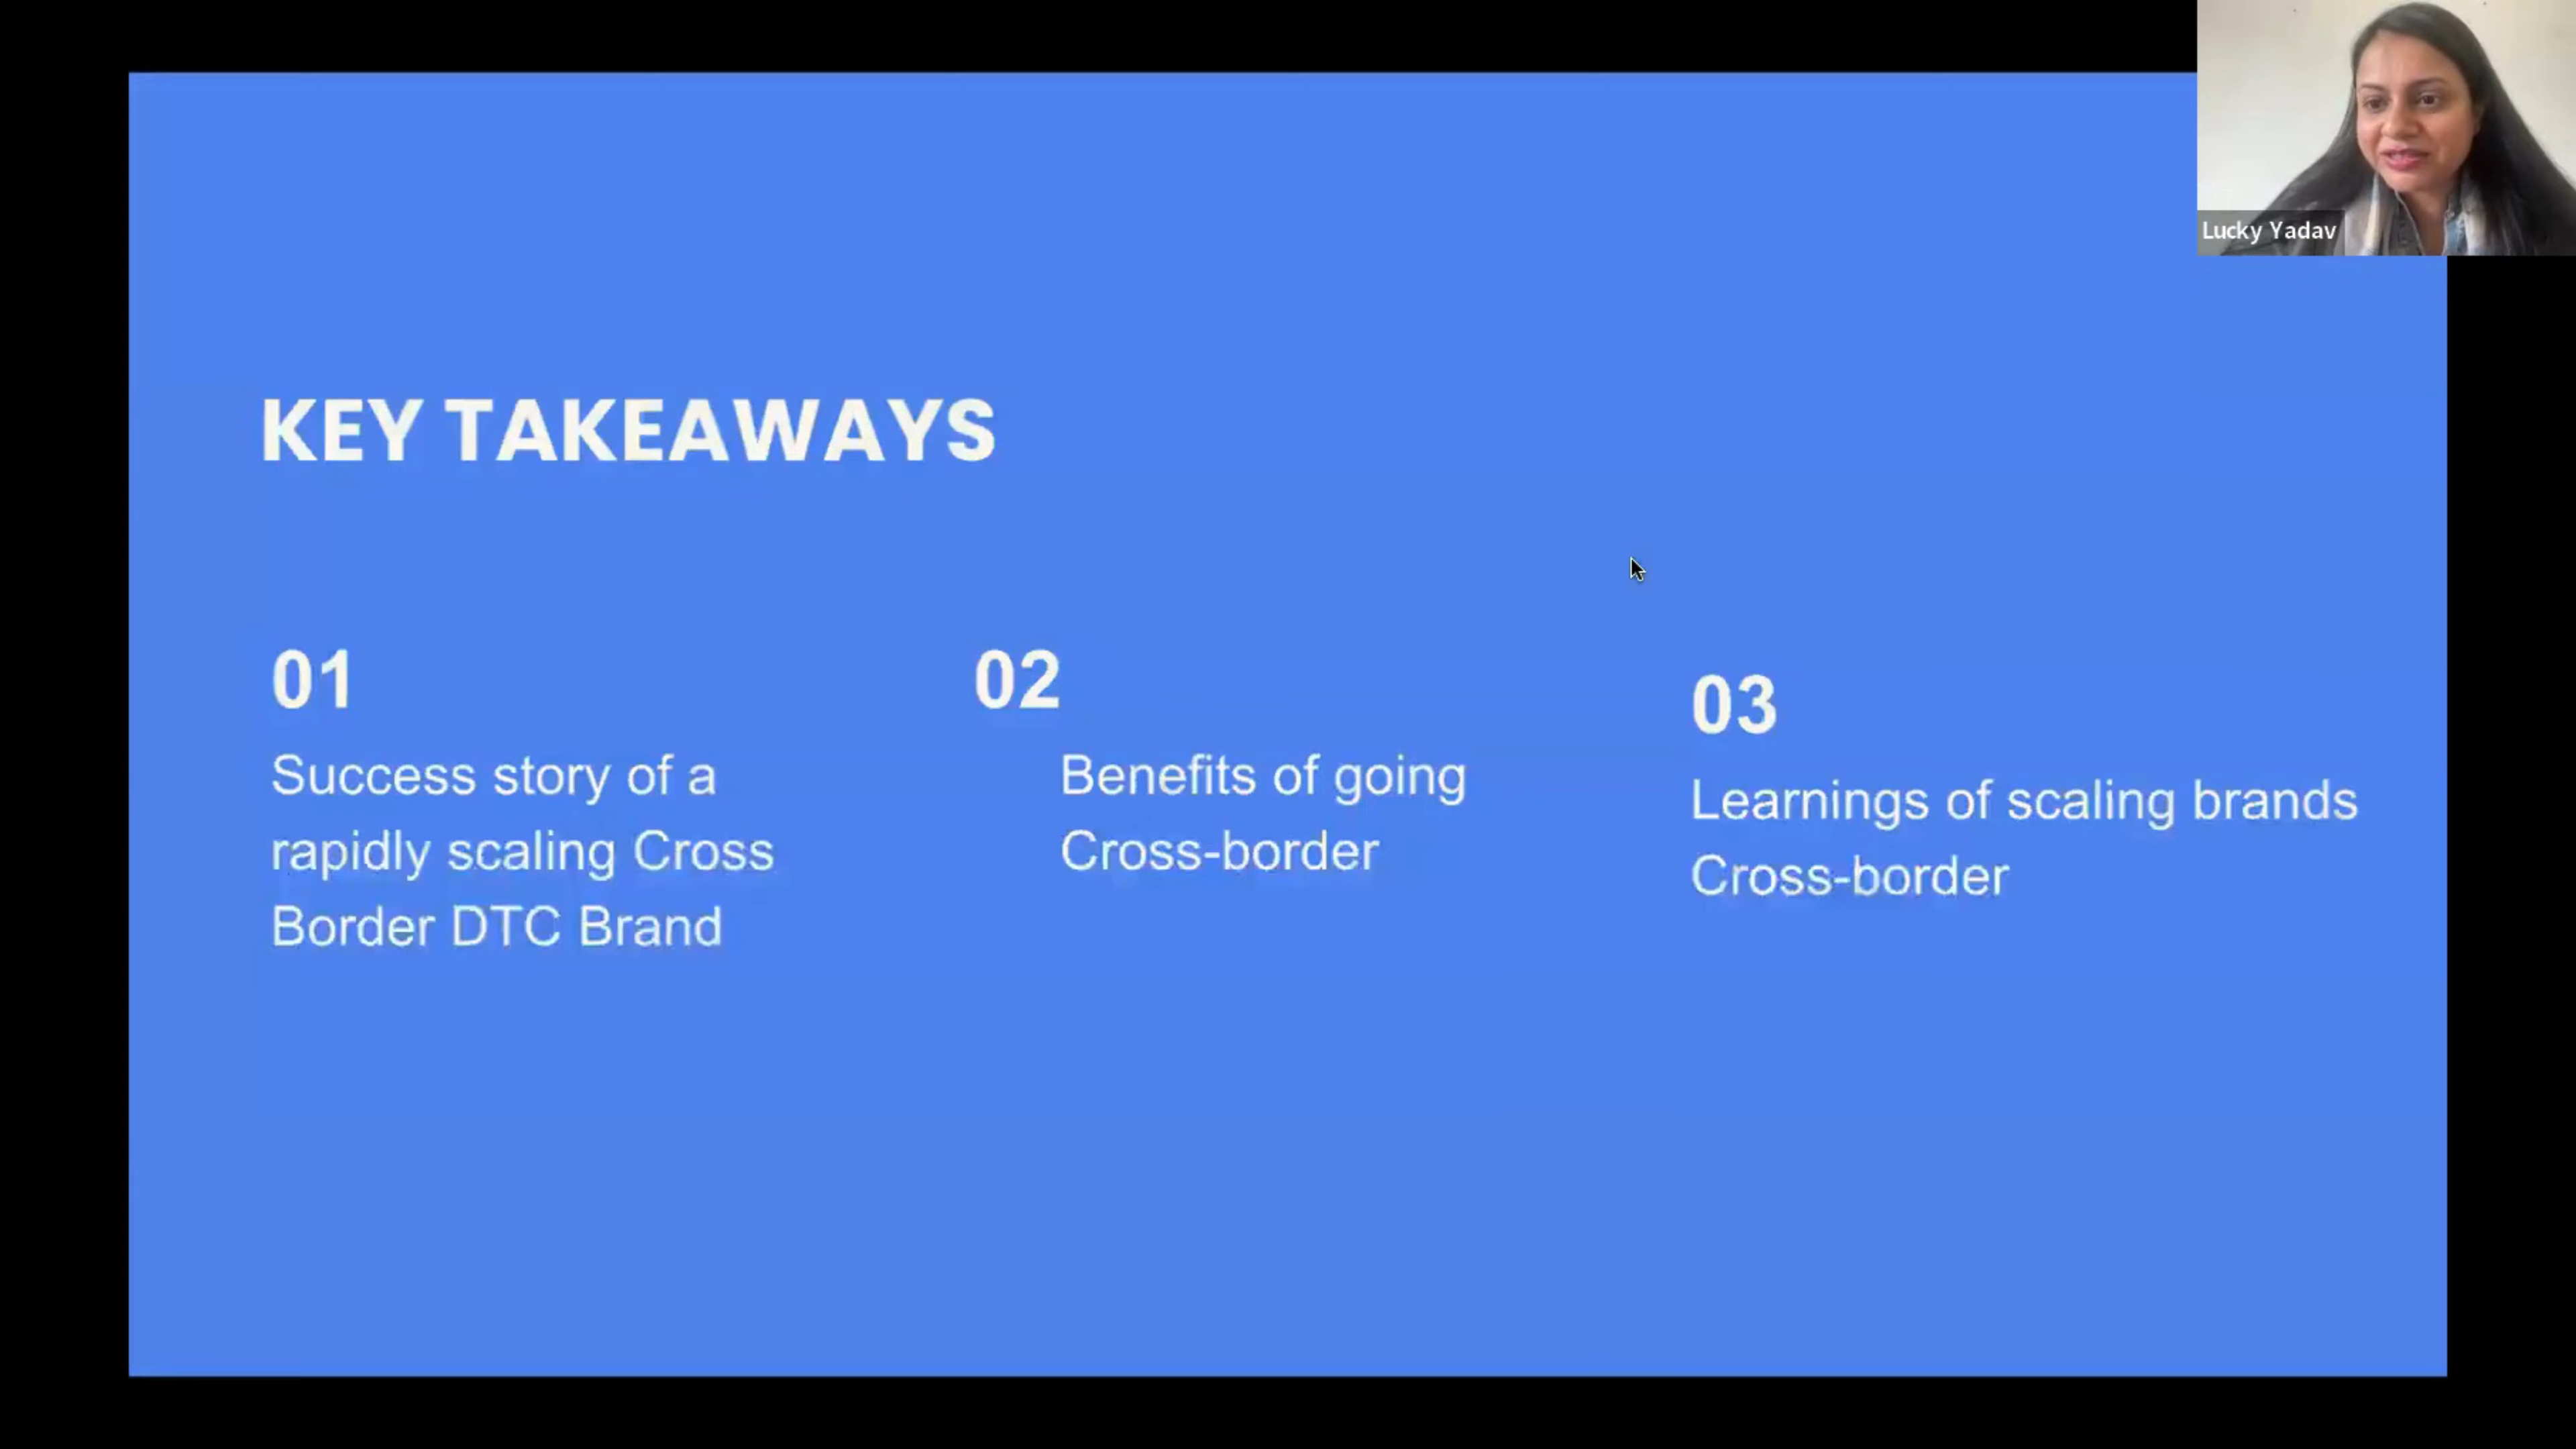 Lucky Yadav
KEY TAKEAWAYS
01
Success story of a
rapidly scaling Cross
Border DTC Brand
02
Benefits of going
Cross-border
03
Learnings of scaling brands
Cross-border